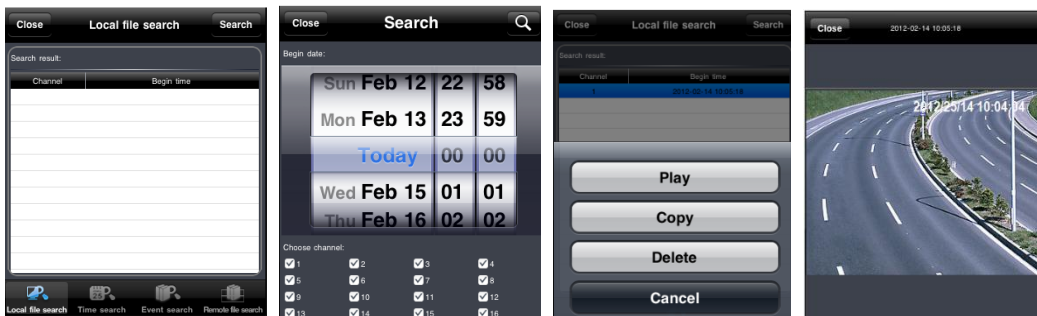 Close Local file search Search
Search result:
Channel Begin time
Local file search Time search Event search Remote file search
Close Search
Begin date:
Sun Feb 12 22 58
Mon Feb 13 23 59
Today 00 00
Wed Feb 15 01 01
Thu Feb 16 02 02
Choose channel:
1 2 3 4
5 6 7 8
9 10 11 12
13 14 15 16
Close Local file search Search
Search result:
Channel Begin time
1 2012-02-14 10:05:18
Play
Copy
Delete
Cancel
Close 2012-02-14 10:05:18
2012/25/14 10:04:04